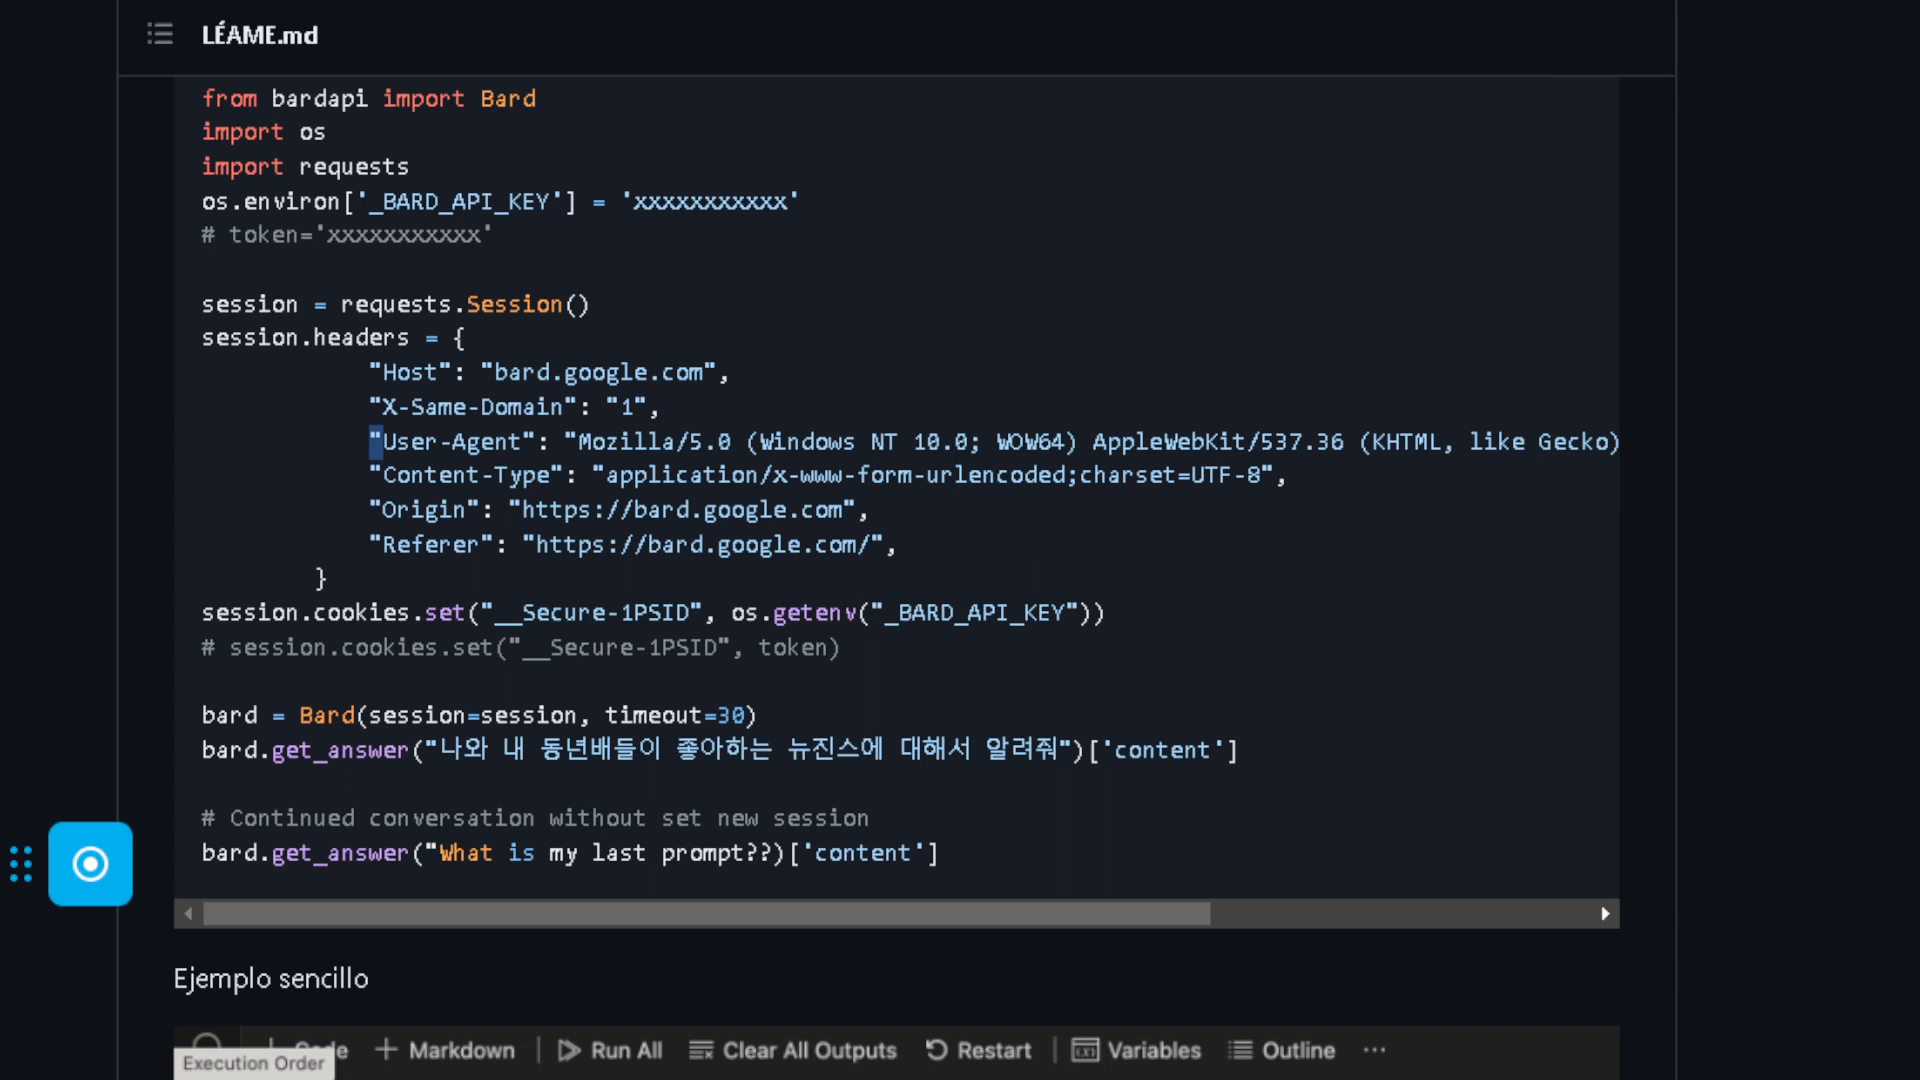 LÉAME.md
from bardapi import Bard
import os
import requests
os.environ['_BARD_API_KEY'] = 'xxxxxxxxxxx'
# token='xxxxxxxxxxx'
session = requests.Session()
session.headers = {
"Host": "bard.google.com",
"X-Same-Domain": "1",
"User-Agent": "Mozilla/5.0 (Windows NT 10.0; WOW64) AppleWebKit/537.36 (KHTML, like Gecko)
"Content-Type": "application/x-www-form-urlencoded;charset=UTF-8",
"Origin": "https://bard.google.com",
"Referer": "https://bard.google.com/",
}
session.cookies.set("__Secure-1PSID", os.getenv("_BARD_API_KEY"))
# session.cookies.set("__Secure-1PSID", token)
bard = Bard(session=session, timeout=30)
bard.get_answer("나와 내 동년배들이 좋아하는 뉴진스에 대해서 알려줘")['content']
# Continued conversation without set new session
bard.get_answer("What is my last prompt??)['content']
Ejemplo sencillo
+ Markdown | Run All Clear All Outputs Restart | Variables Outline ...
Execution Order